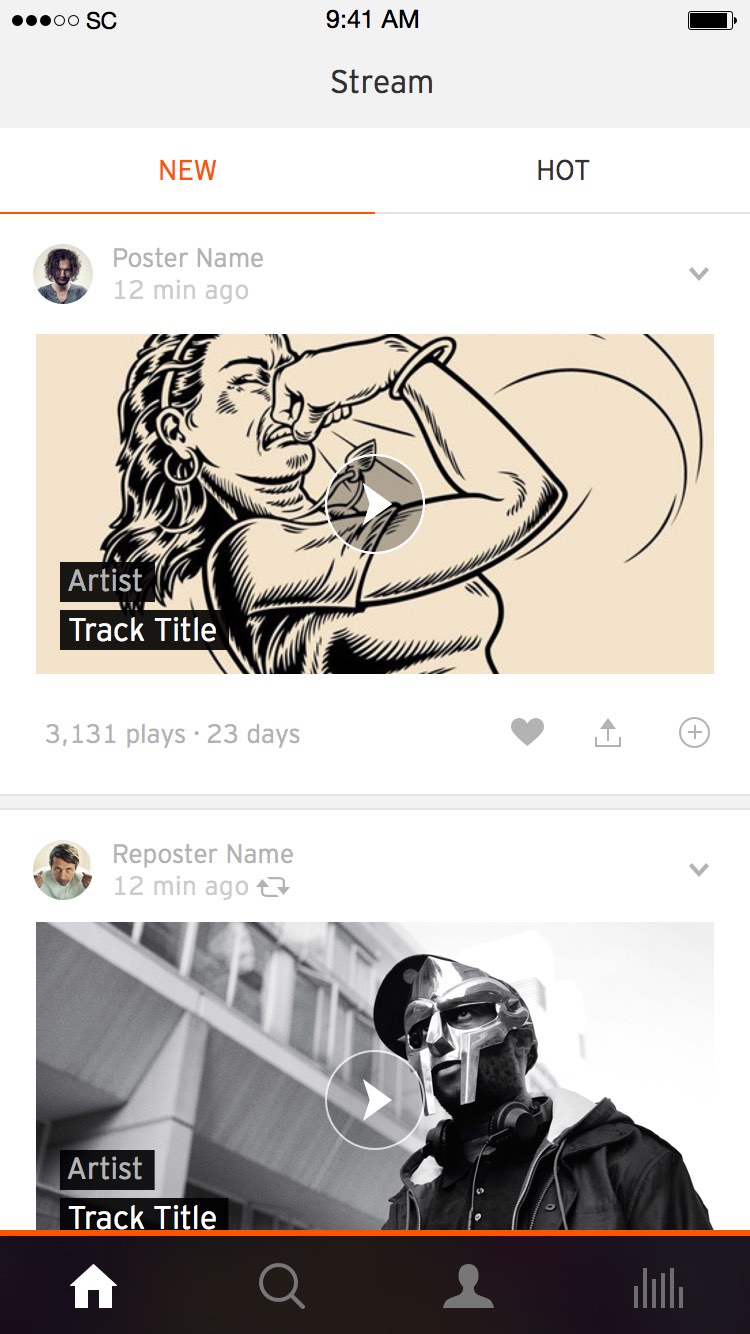 SC 9:41 AM
Stream
NEW HOT
Poster Name
12 min ago
Artist
Track Title
3,131 plays · 23 days
Reposter Name
12 min ago
Artist
Track Title